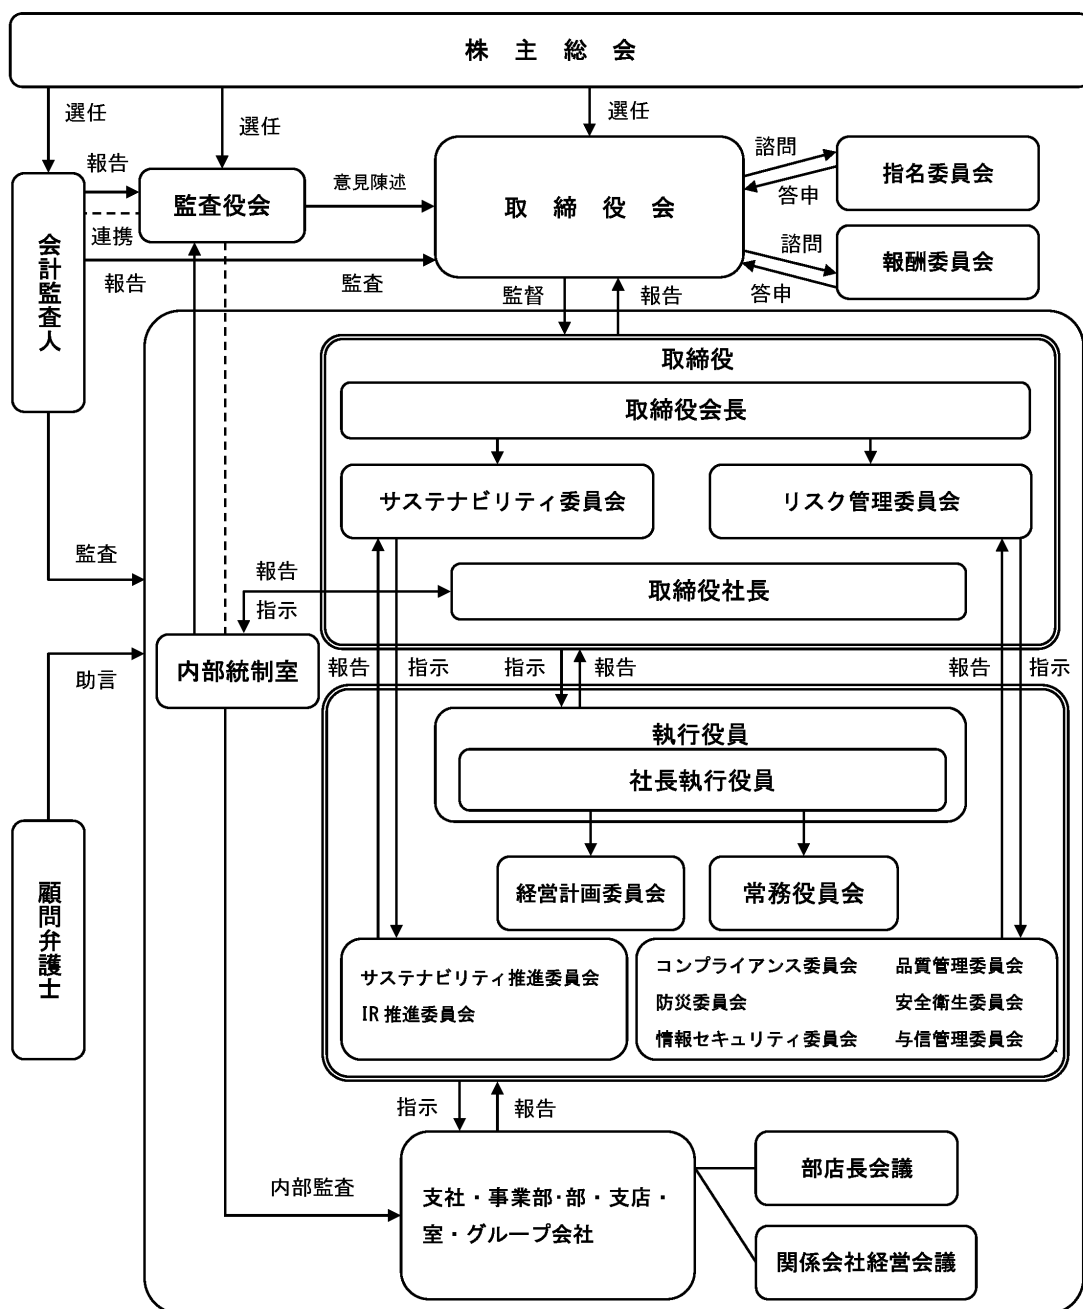 株 主 総 会
選任
選任
選任
報告
監査役会
意見陳述
取 締 役 会
諮問
答申
指名委員会
連携
会計監査人
報告
監査
諮問
答申
報酬委員会
監督
報告
取締役
取締役会長
サステナビリティ委員会
リスク管理委員会
監査
報告
指示
取締役社長
助言
内部統制室
報告
指示
指示
報告
報告
指示
執行役員
社長執行役員
経営計画委員会
常務役員会
顧問弁護士
サステナビリティ推進委員会
IR 推進委員会
コンプライアンス委員会
品質管理委員会
防災委員会
安全衛生委員会
情報セキュリティ委員会
与信管理委員会
指示
報告
内部監査
支社・事業部・部・支店・
室・グループ会社
部店長会議
関係会社経営会議